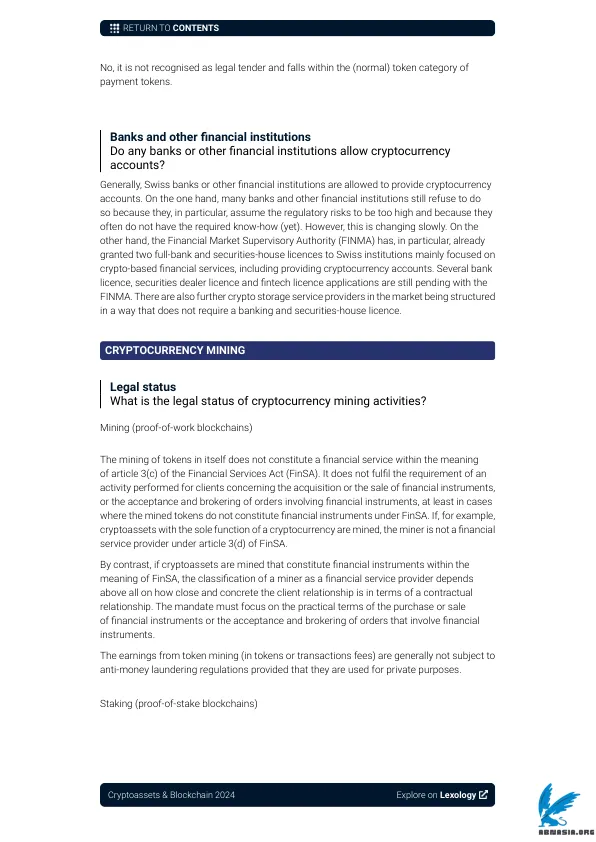 RETURN TO CONTENTS
No, it is not recognised as legal tender and falls within the (normal) token category of
payment tokens.
Banks and other financial institutions
Do any banks or other financial institutions allow cryptocurrency
accounts?
Generally, Swiss banks or other financial institutions are allowed to provide cryptocurrency
accounts. On the one hand, many banks and other financial institutions still refuse to do
so because they, in particular, assume the regulatory risks to be too high and because they
often do not have the required know-how (yet). However, this is changing slowly. On the
other hand, the Financial Market Supervisory Authority (FINMA) has, in particular, already
granted two full-bank and securities-house licences to Swiss institutions mainly focused on
crypto-based financial services, including providing cryptocurrency accounts. Several bank
licence, securities dealer licence and fintech licence applications are still pending with the
FINMA. There are also further crypto storage service providers in the market being structured
in a way that does not require a banking and securities-house licence.
CRYPTOCURRENCY MINING
Legal status
What is the legal status of cryptocurrency mining activities?
Mining (proof-of-work blockchains)
The mining of tokens in itself does not constitute a financial service within the meaning
of article 3(c) of the Financial Services Act (FinSA). It does not fulfil the requirement of an
activity performed for clients concerning the acquisition or the sale of financial instruments,
or the acceptance and brokering of orders involving financial instruments, at least in cases
where the mined tokens do not constitute financial instruments under FinSA. If, for example,
cryptoassets with the sole function of a cryptocurrency are mined, the miner is not a financial
service provider under article 3(d) of FinSA.
By contrast, if cryptoassets are mined that constitute financial instruments within the
meaning of FinSA, the classification of a miner as a financial service provider depends
above all on how close and concrete the client relationship is in terms of a contractual
relationship. The mandate must focus on the practical terms of the purchase or sale
of financial instruments or the acceptance and brokering of orders that involve financial
instruments.
The earnings from token mining (in tokens or transactions fees) are generally not subject to
anti-money laundering regulations provided that they are used for private purposes.
Staking (proof-of-stake blockchains)
Cryptoassets & Blockchain 2024
Explore on Lexology
ABNASIA.ORG